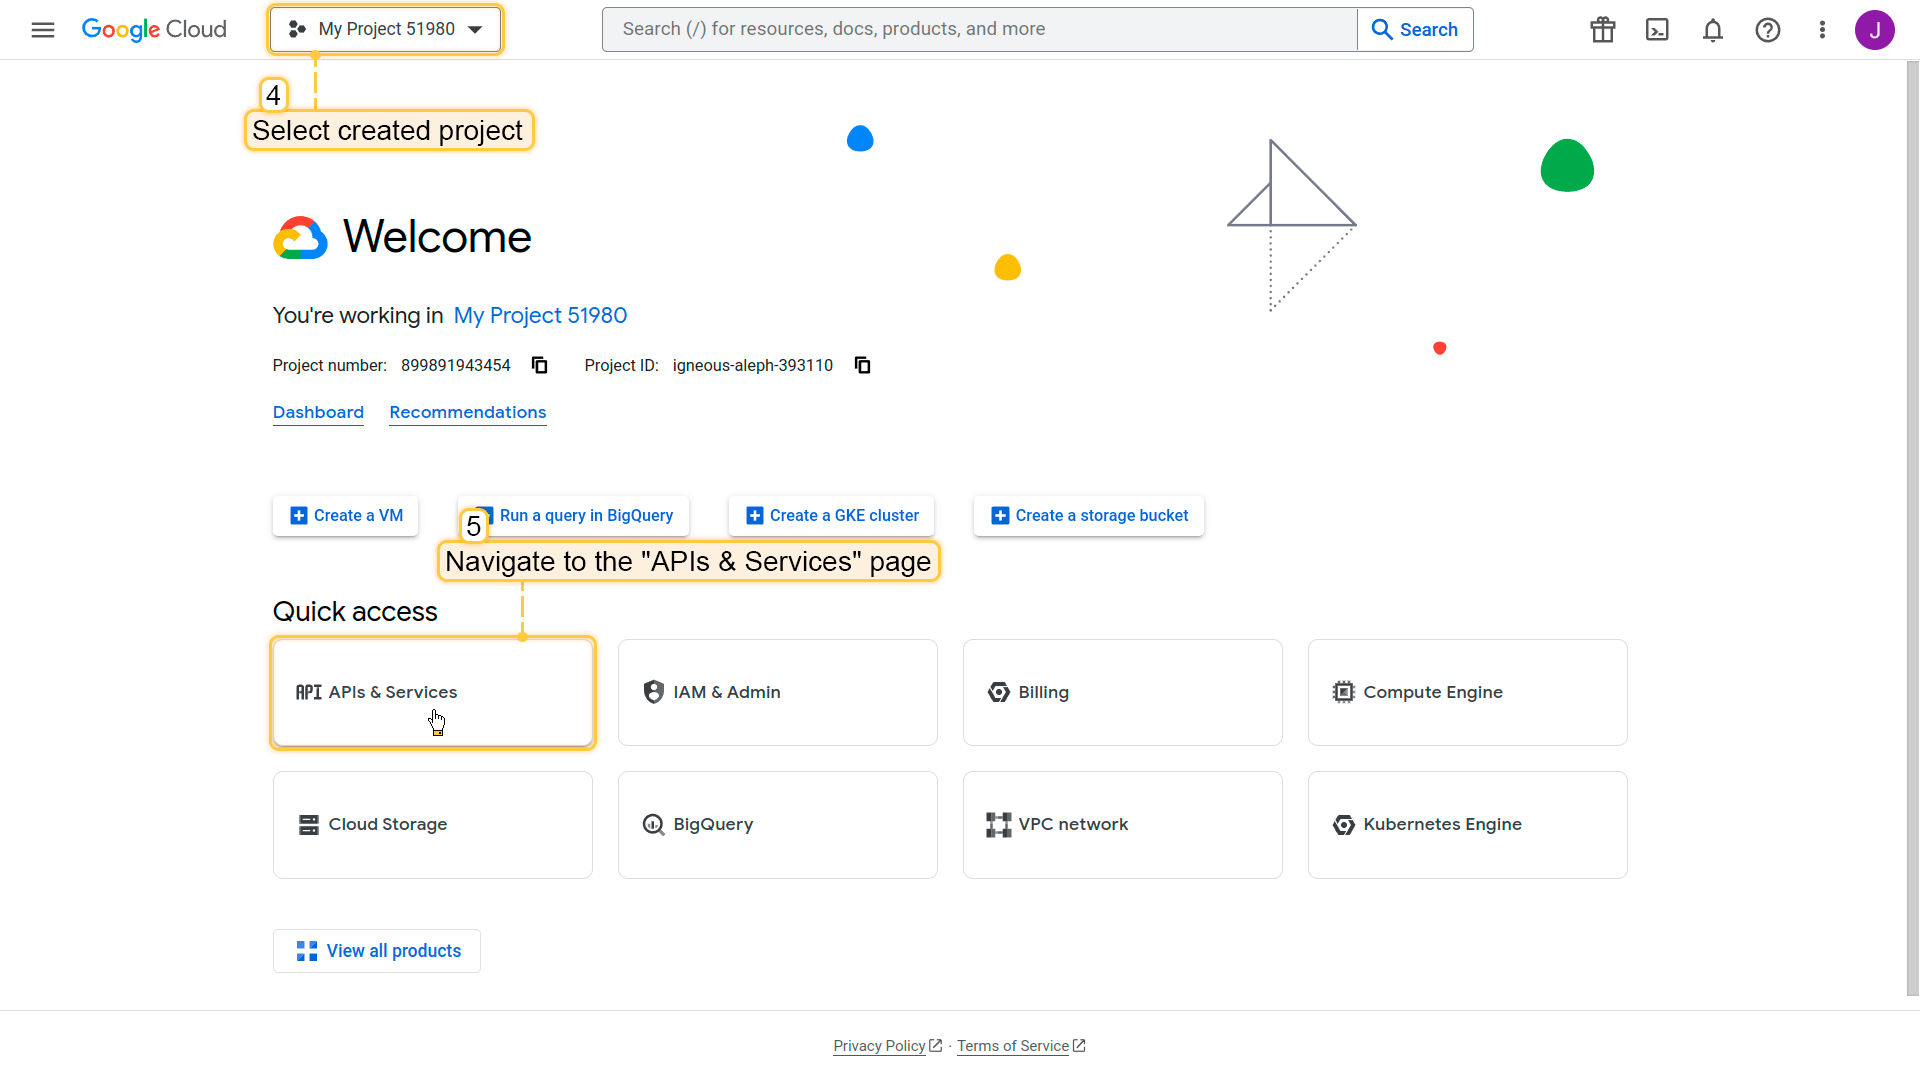 Google Cloud
My Project 51980
Search (/) for resources, docs, products, and more
Search
J
4
Select created project
Welcome
You're working in My Project 51980
Project number: 899891943454 Project ID: igneous-aleph-393110
Dashboard Recommendations
Create a VM
Run a query in BigQuery
Create a GKE cluster
Create a storage bucket
5
Navigate to the "APIs & Services" page
Quick access
API APIs & Services
IAM & Admin
Billing
Compute Engine
Cloud Storage
BigQuery
VPC network
Kubernetes Engine
View all products
Privacy Policy · Terms of Service